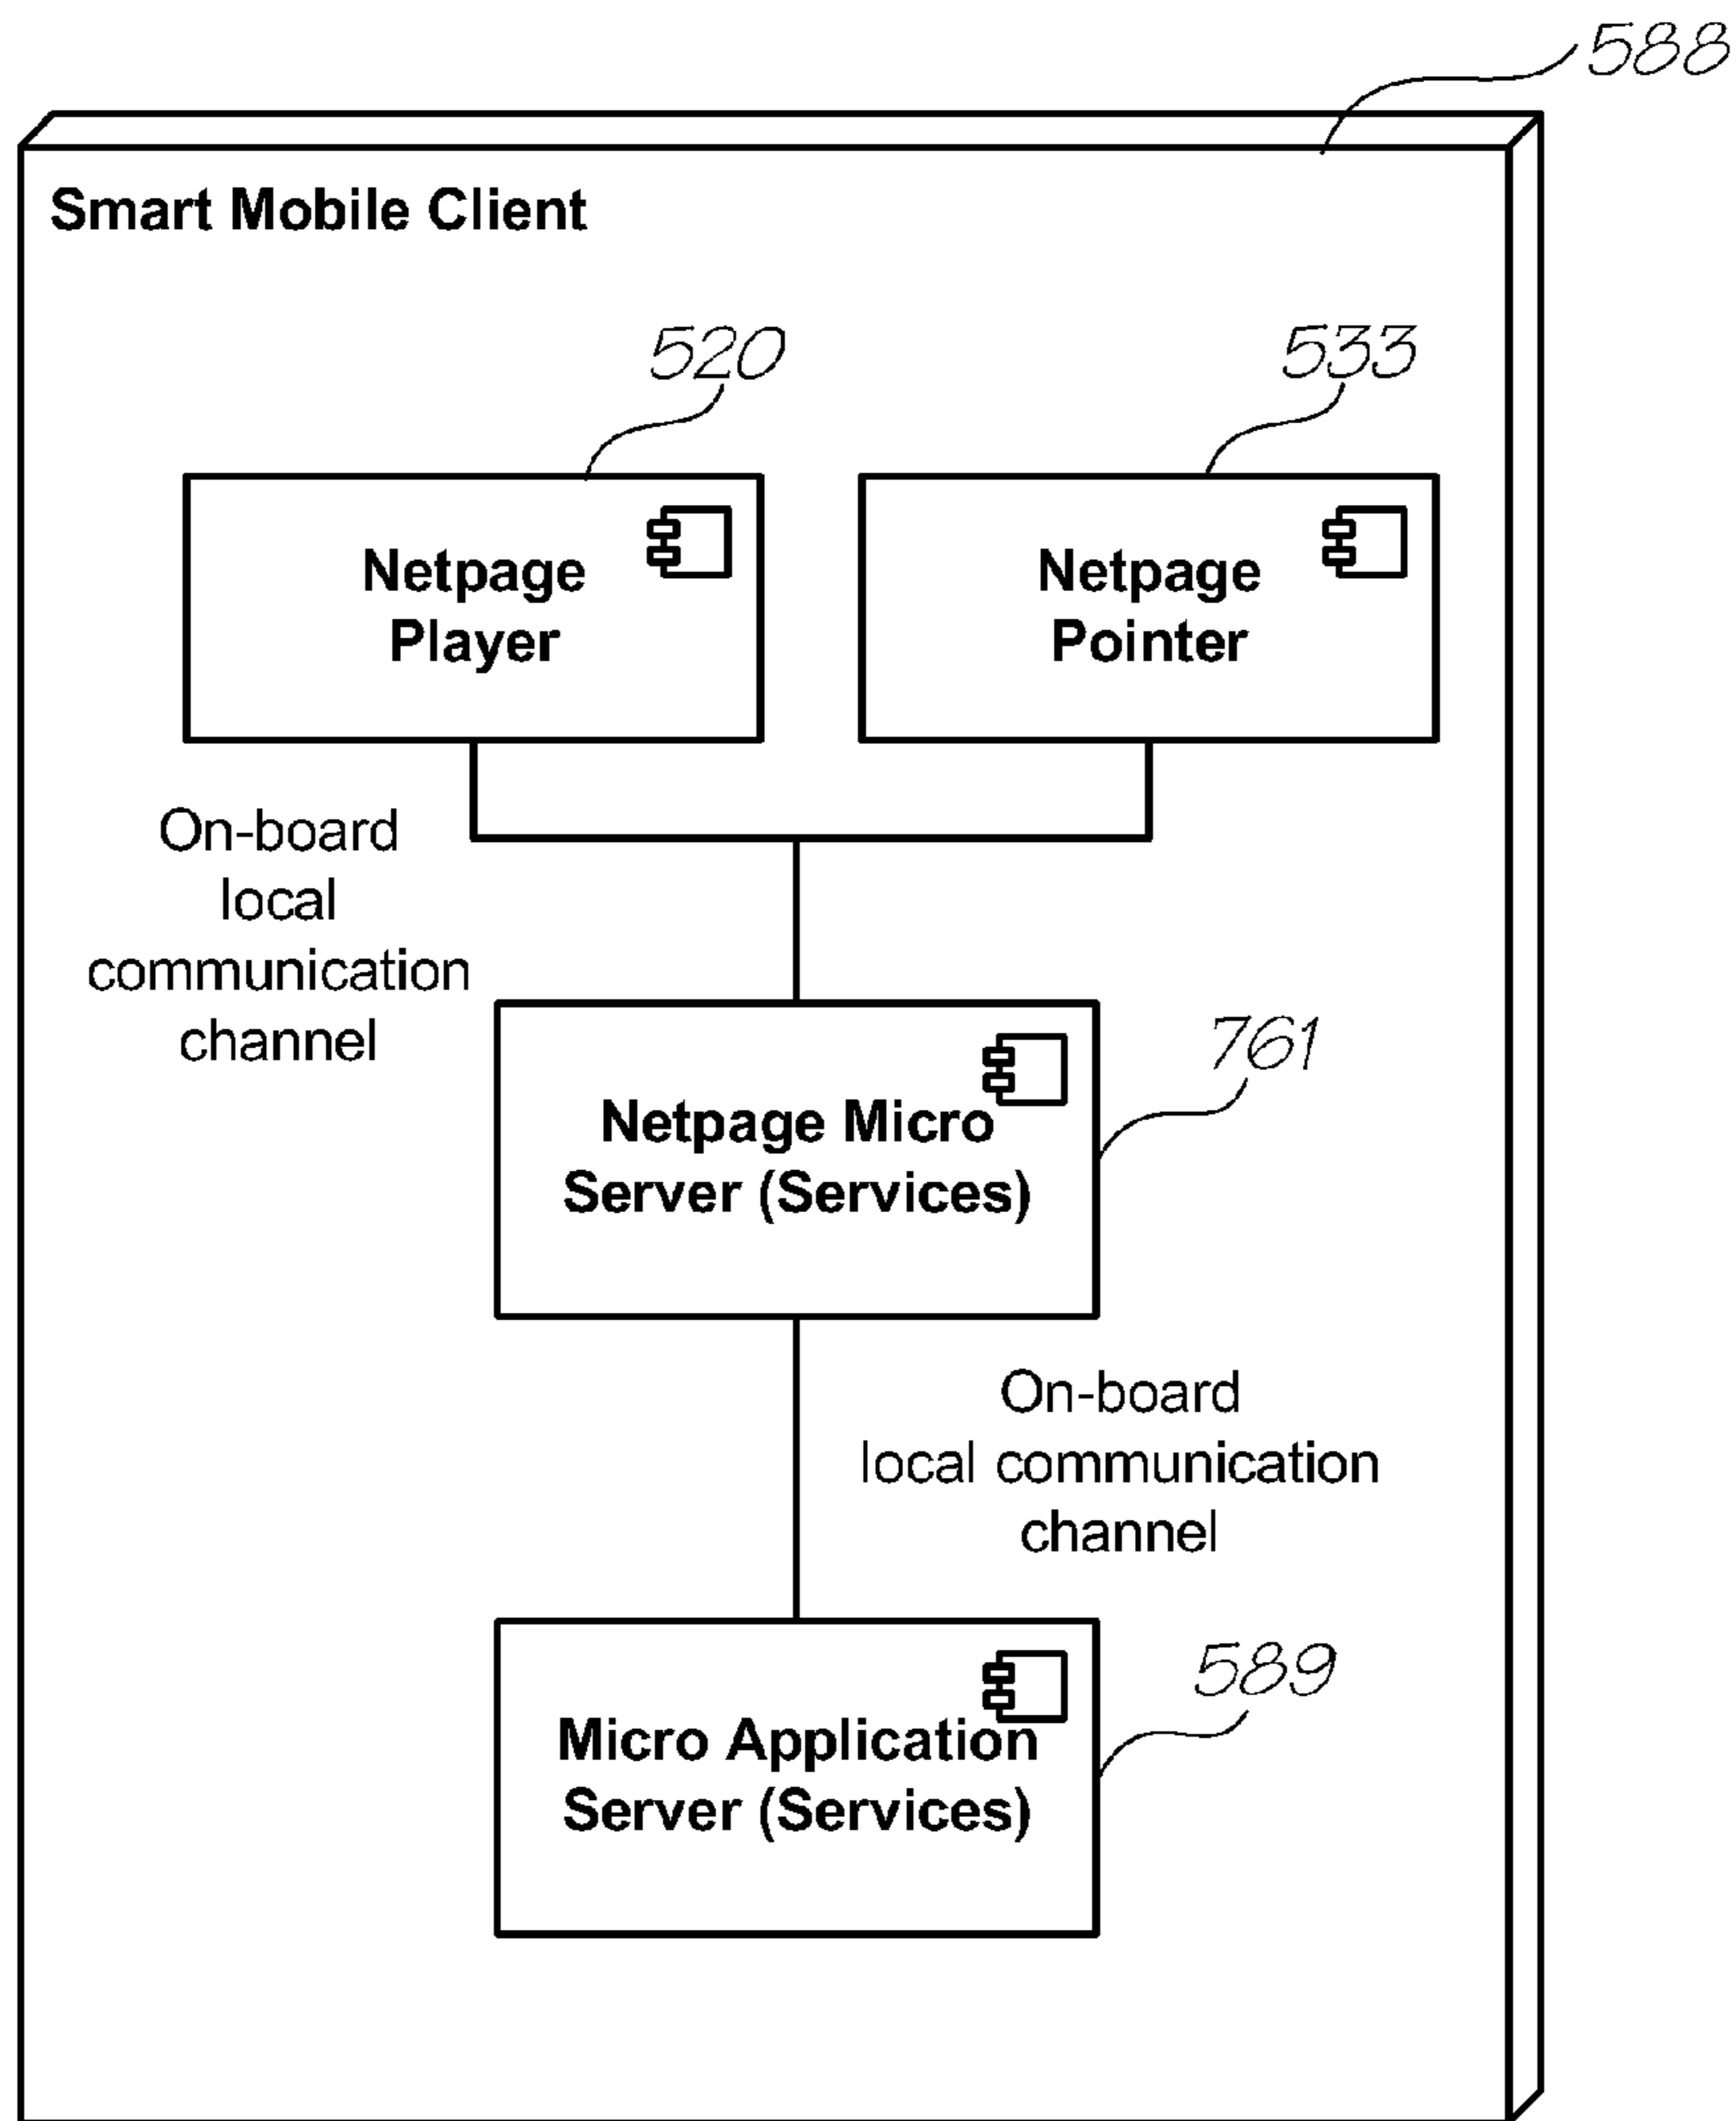 588
Smart Mobile Client
520
533
Netpage
Player
Netpage
Pointer
On-board
local
communication
channel
761
Netpage Micro
Server (Services)
On-board
local communication
channel
589
Micro Application
Server (Services)